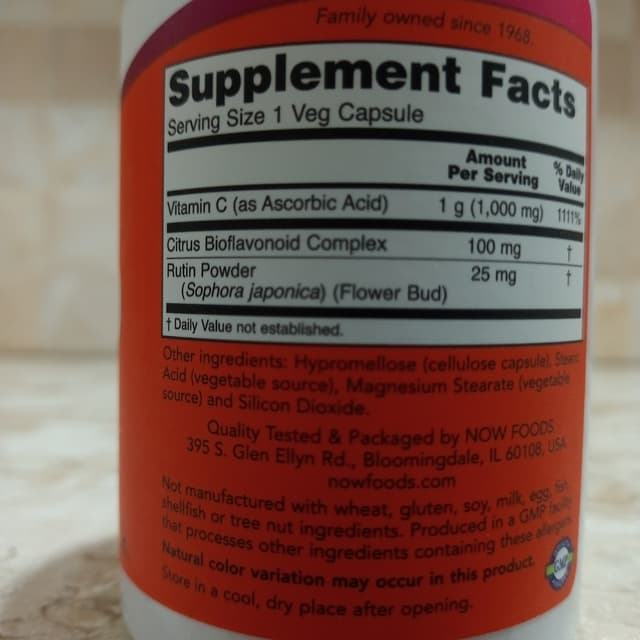 Family owned since 1968.
Supplement Facts
Serving Size 1 Veg Capsule
Amount Per Serving % Daily Value
Vitamin C (as Ascorbic Acid) 1 g (1,000 mg) 1111%
Citrus Bioflavonoid Complex 100 mg †
Rutin Powder 25 mg †
(Sophora japonica) (Flower Bud)
† Daily Value not established.
Other ingredients: Hypromellose (cellulose capsule), Stearic
Acid (vegetable source), Magnesium Stearate (vegetable
source) and Silicon Dioxide.
Quality Tested & Packaged by NOW FOODS
395 S. Glen Ellyn Rd., Bloomingdale, IL 60108, USA
nowfoods.com
Not manufactured with wheat, gluten, soy, milk, egg, fish,
shellfish or tree nut ingredients. Produced in a GMP facility
that processes other ingredients containing these allergens.
Natural color variation may occur in this product.
Store in a cool, dry place after opening.
GMP